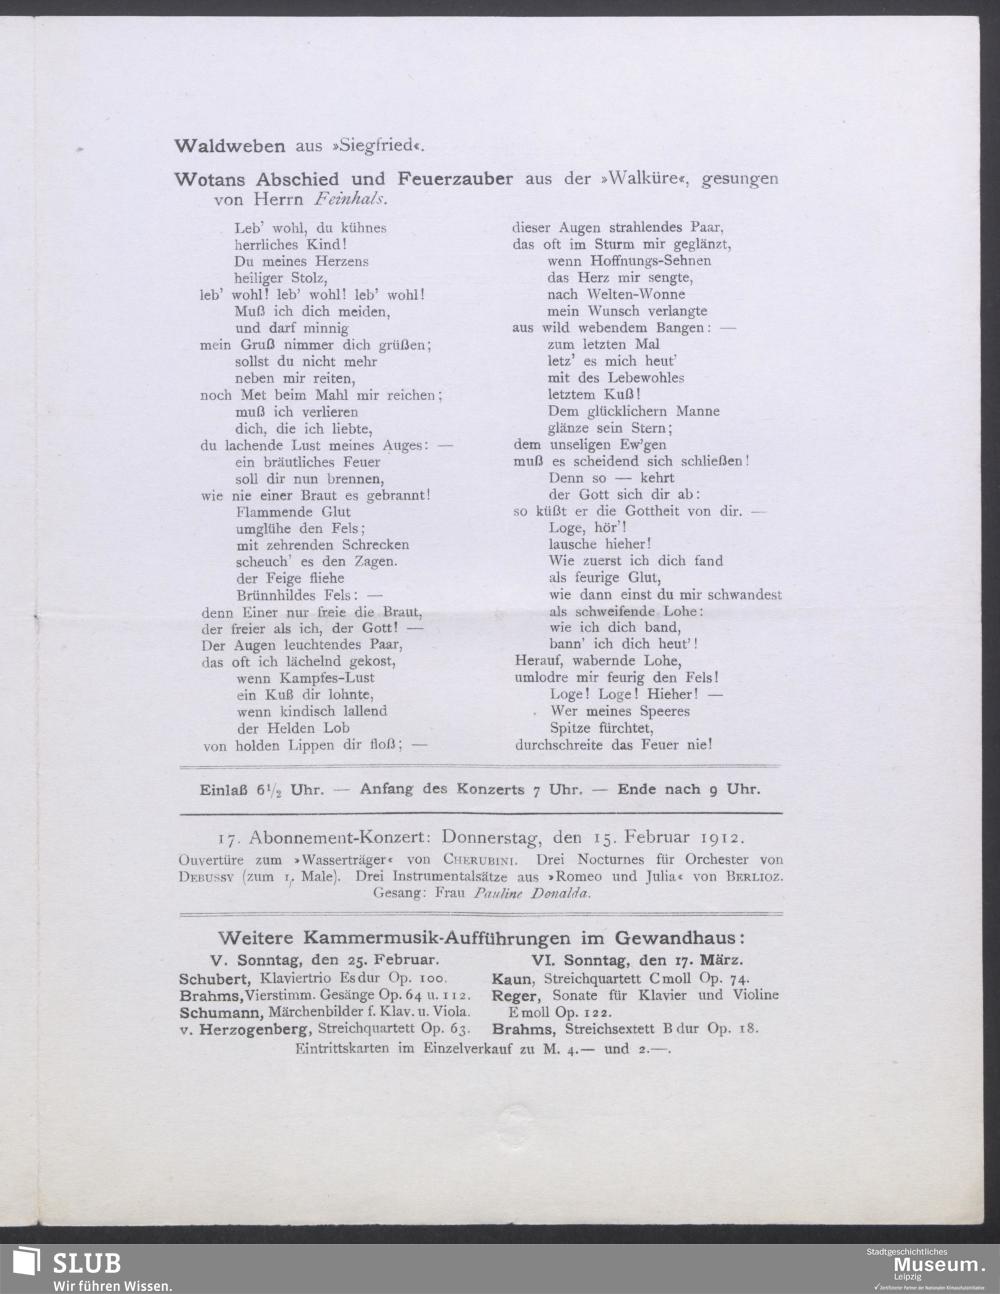 Waldweben aus »Siegfried«.
Wotans Abschied und Feuerzauber aus der »Walküre«, gesungen
von Herrn Feinhals.
Leb' wohl, du kühnes
herrliches Kind!
Du meines Herzens
heiliger Stolz,
leb' wohl! leb' wohl! leb' wohl!
Muß ich dich meiden,
und darf minnig
mein Gruß nimmer dich grüßen;
sollst du nicht mehr
neben mir reiten,
noch Met beim Mahl mir reichen;
muß ich verlieren
dich, die ich liebte,
du lachende Lust meines Auges: —
ein bräutliches Feuer
soll dir nun brennen,
wie nie einer Braut es gebrannt!
Flammende Glut
umglühe den Fels;
mit zehrenden Schrecken
scheuch' es den Zagen.
der Feige fliehe
Brünnhildes Fels: —
denn Einer nur freie die Braut,
der freier als ich, der Gott! —
Der Augen leuchtendes Paar,
das oft ich lächelnd gekost,
wenn Kampfes-Lust
ein Kuß dir lohnte,
wenn kindisch lallend
der Helden Lob
von holden Lippen dir floß; —
dieser Augen strahlendes Paar,
das oft im Sturm mir geglänzt,
wenn Hoffnungs-Sehnen
das Herz mir sengte,
nach Welten-Wonne
mein Wunsch verlangte
aus wild webendem Bangen: —
zum letzten Mal
letz' es mich heut'
mit des Lebewohles
letztem Kuß!
Dem glücklichern Manne
glänze sein Stern;
dem unseligen Ew'gen
muß es scheidend sich schließen!
Denn so — kehrt
der Gott sich dir ab:
so küßt er die Gottheit von dir. —
Loge, hör'!
lausche hieher!
Wie zuerst ich dich fand
als feurige Glut,
wie dann einst du mir schwandest
als schweifende Lohe:
wie ich dich band,
bann' ich dich heut'!
Herauf, wabernde Lohe,
umlodre mir feurig den Fels!
Loge! Loge! Hieher! —
Wer meines Speeres
Spitze fürchtet,
durchschreite das Feuer nie!
Einlaß 6½ Uhr. — Anfang des Konzerts 7 Uhr. — Ende nach 9 Uhr.
17. Abonnement-Konzert: Donnerstag, den 15. Februar 1912.
Ouvertüre zum »Wasserträger« von CHERUBINI. Drei Nocturnes für Orchester von
DEBUSSY (zum 1. Male). Drei Instrumentalsätze aus »Romeo und Julia« von BERLIOZ.
Gesang: Frau Pauline Donalda.
Weitere Kammermusik-Aufführungen im Gewandhaus:
V. Sonntag, den 25. Februar.
Schubert, Klaviertrio Es dur Op. 100.
Brahms, Vierstimm. Gesänge Op. 64 u. 112.
Schumann, Märchenbilder f. Klav. u. Viola.
v. Herzogenberg, Streichquartett Op. 63.
VI. Sonntag, den 17. März.
Kaun, Streichquartett C moll Op. 74.
Reger, Sonate für Klavier und Violine
E moll Op. 122.
Brahms, Streichsextett B dur Op. 18.
Eintrittskarten im Einzelverkauf zu M. 4.— und 2.—.
SLUB
Wir führen Wissen.
Stadtgeschichtliches
Museum.
Leipzig
Zertifizierter Partner der Nationalen Klimaschutzinitiative